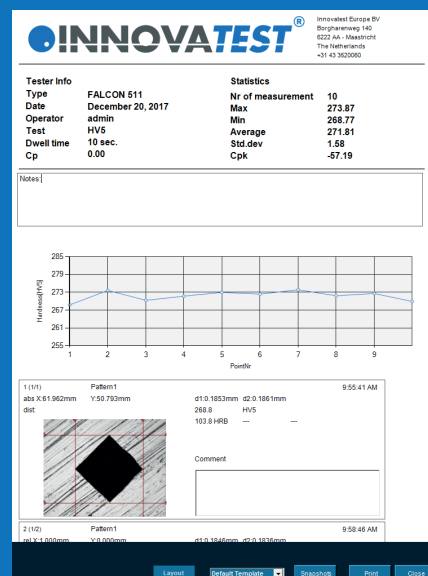 INNOVATEST®
Innovatest Europe BV
Borgharenweg 140
6222 AA - Maastricht
The Netherlands
+31 43 3520060
Tester Info
Type FALCON 511
Date December 20, 2017
Operator admin
Test HV5
Dwell time 10 sec.
Cp 0.00
Statistics
Nr of measurement 10
Max 273.87
Min 268.77
Average 271.81
Std.dev 1.58
Cpk -57.19
Notes:
Hardness[HV5]
285
279
273
267
261
255
1 2 3 4 5 6 7 8 9
PointNr
1 (1/1) Pattern1 9:55:41 AM
abs X:61.962mm Y:50.793mm d1:0.1853mm d2:0.1861mm
dist: 268.8 HV5
103.8 HRB --- ---
Comment
2 (1/2) Pattern1 9:58:46 AM
rel X:1.000mm Y:0.000mm d1:0.1846mm d2:0.1836mm
Layout Default Template Snapshots Print Close